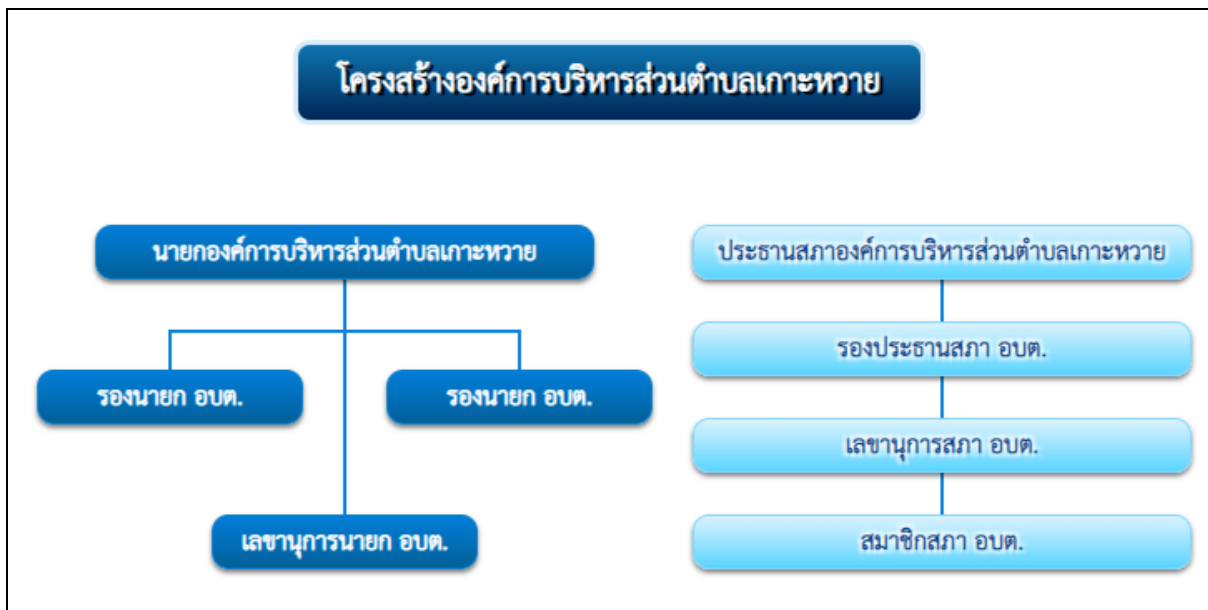 โครงสร้างองค์การบริหารส่วนตำบลเกาะหวาย
นายกองค์การบริหารส่วนตำบลเกาะหวาย
รองนายก อบต.
รองนายก อบต.
เลขานุการนายก อบต.
ประธานสภาองค์การบริหารส่วนตำบลเกาะหวาย
รองประธานสภา อบต.
เลขานุการสภา อบต.
สมาชิกสภา อบต.